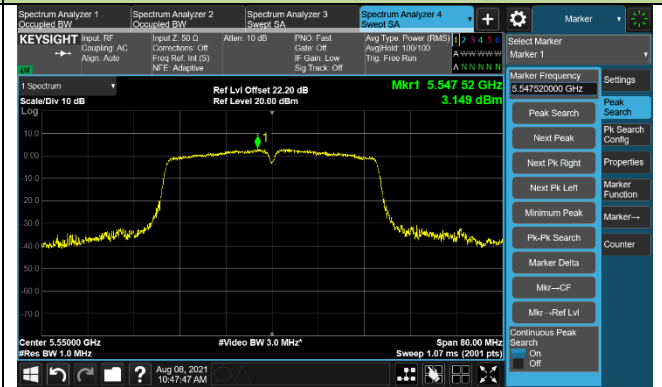 Spectrum Analyzer 1
Occupied BW
Spectrum Analyzer 2
Occupied BW
Spectrum Analyzer 3
Swept SA
Spectrum Analyzer 4
Swept SA
+
Marker
KEYSIGHT
Input: RF
Coupling: AC
Align: Auto
Input Z: 50 Ω
Corrections: Off
Freq Ref: Int (S)
NFE: Adaptive
Atten: 10 dB
PNO: Fast
Gate: Off
IF Gain: Low
Sig Track: Off
Avg Type: Power (RMS)
Avg|Hold: 100/100
Trig: Free Run
1 2 3 4 5 6
A W W W W W
A N N N N N
LV
Select Marker
Marker 1
1 Spectrum
Scale/Div 10 dB
Log
Ref Lvl Offset 22.20 dB
Ref Level 20.00 dBm
Mkr1 5.547 52 GHz
3.149 dBm
10.0
0.00
-10.0
-20.0
-30.0
-40.0
-50.0
-60.0
-70.0
1
Center 5.55000 GHz
#Res BW 1.0 MHz
#Video BW 3.0 MHz*
Span 80.00 MHz
Sweep 1.07 ms (2001 pts)
Marker Frequency
5.547520000 GHz
Peak Search
Next Peak
Next Pk Right
Next Pk Left
Minimum Peak
Pk-Pk Search
Marker Delta
Mkr→CF
Mkr→Ref Lvl
Continuous Peak
Search
On
Off
Settings
Peak
Search
Pk Search
Config
Properties
Marker
Function
Marker→
Counter
?
Aug 08, 2021
10:47:47 AM